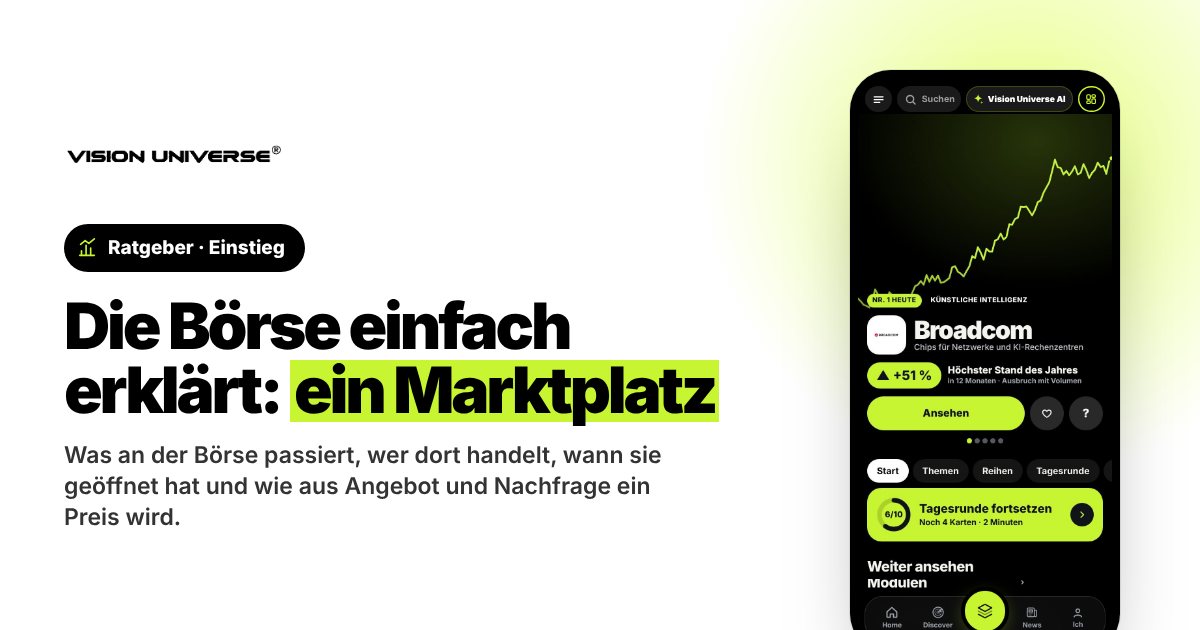 VISION UNIVERSE®
Ratgeber · Einstieg
Die Börse einfach
erklärt: ein Marktplatz
Was an der Börse passiert, wer dort handelt, wann sie
geöffnet hat und wie aus Angebot und Nachfrage ein
Preis wird.
Suchen
Vision Universe AI
NR. 1 HEUTE
KÜNSTLICHE INTELLIGENZ
BROADCOM
Broadcom
Chips für Netzwerke und KI-Rechenzentren
▲ +51 %
Höchster Stand des Jahres
In 12 Monaten · Ausbruch mit Volumen
Ansehen
?
Start
Themen
Reihen
Tagesrunde
6/10
Tagesrunde fortsetzen
Noch 4 Karten · 2 Minuten
Weiter ansehen
Modulen
Home
Discover
News
Ich